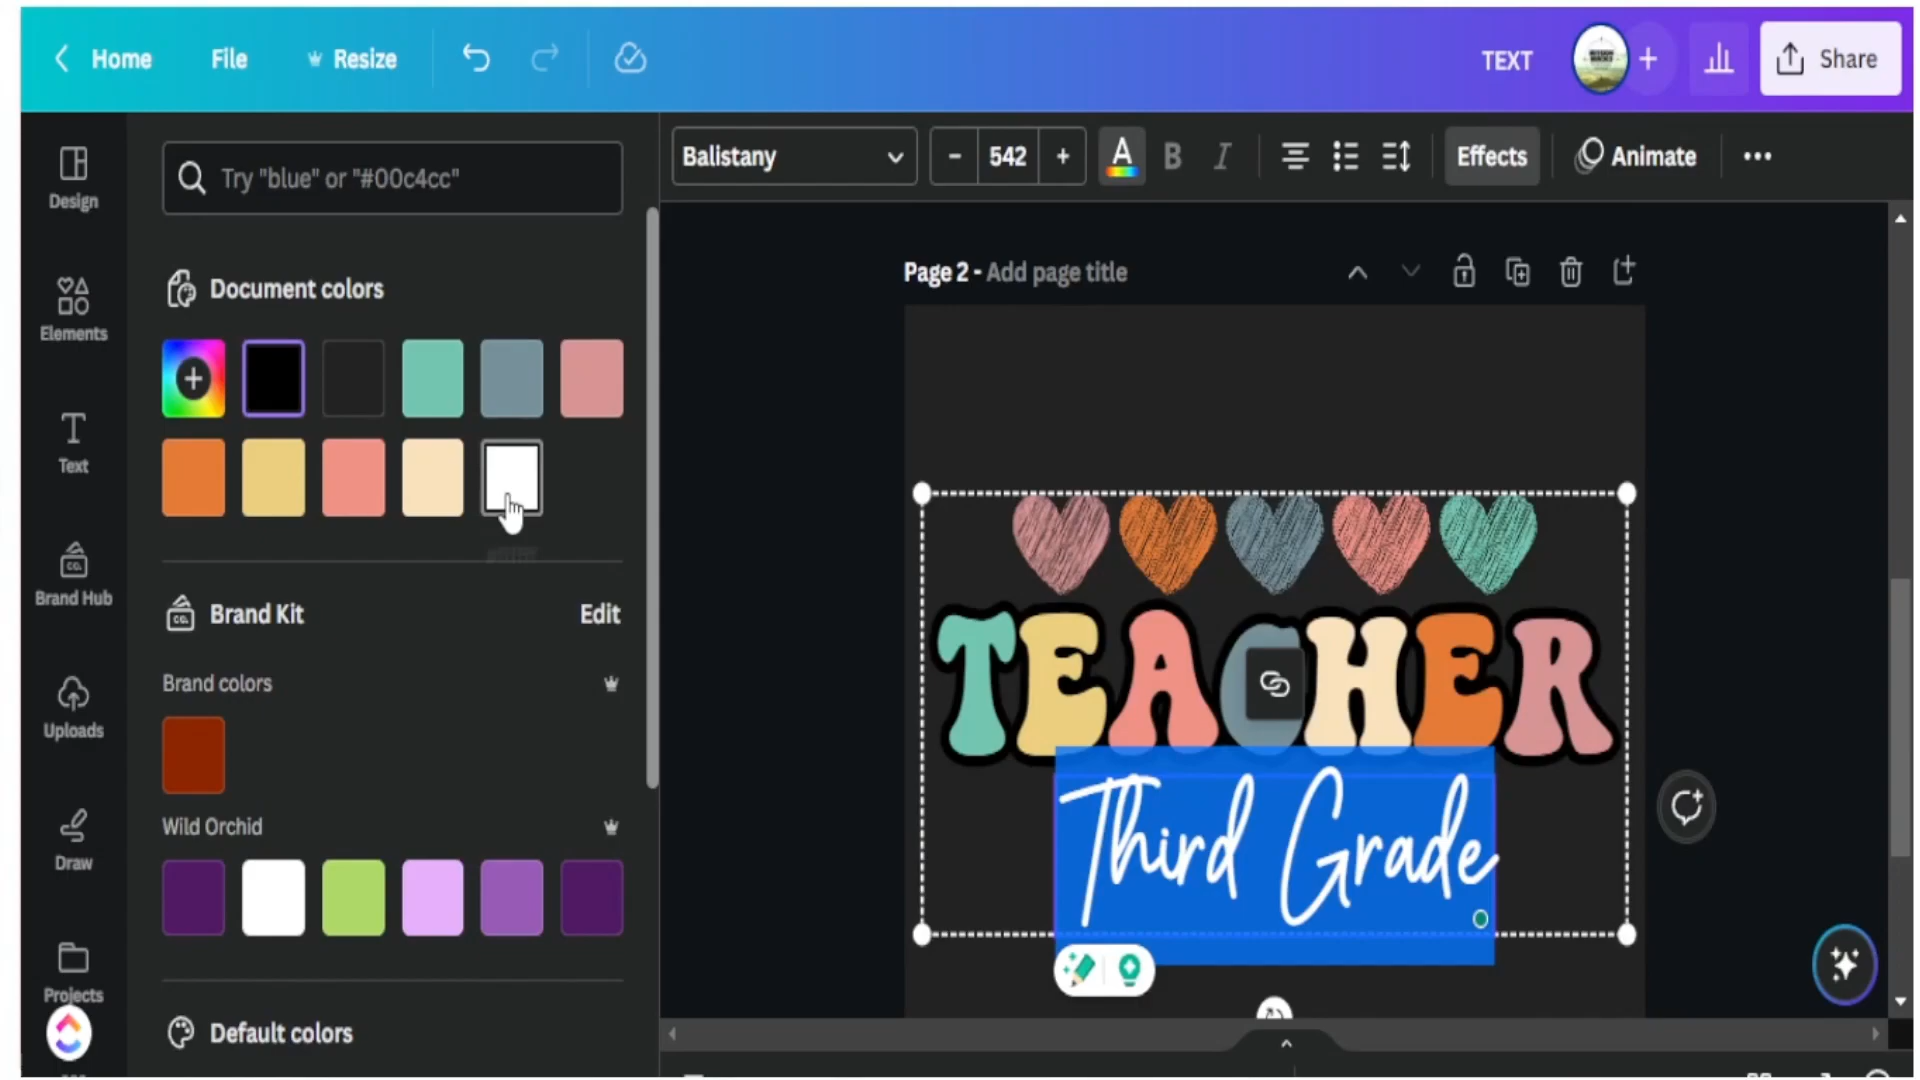 Home File Resize TEXT Share
Design
Elements
Text
Brand Hub
Uploads
Draw
Projects
Try "blue" or "#00c4cc"
Document colors
Brand Kit Edit
Brand colors
Wild Orchid
Default colors
Balistany - 542 + A B I Effects Animate
Page 2 - Add page title
TEACHER
Third Grade
CO.
CO.